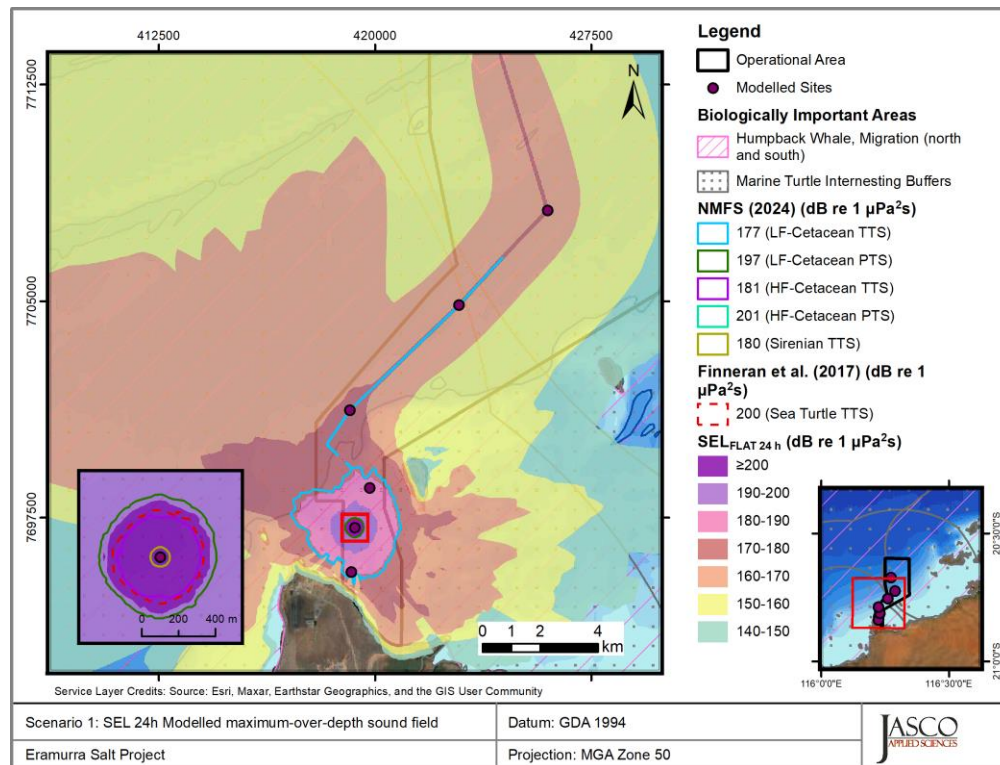 412500
420000
427500
7712500
7705000
7697500
N
0 200 400 m
0 1 2 4
km
Service Layer Credits: Source: Esri, Maxar, Earthstar Geographics, and the GIS User Community
Legend
Operational Area
Modelled Sites
Biologically Important Areas
Humpback Whale, Migration (north
and south)
Marine Turtle Internesting Buffers
NMFS (2024) (dB re 1 µPa²s)
177 (LF-Cetacean TTS)
197 (LF-Cetacean PTS)
181 (HF-Cetacean TTS)
201 (HF-Cetacean PTS)
180 (Sirenian TTS)
Finneran et al. (2017) (dB re 1
µPa²s)
200 (Sea Turtle TTS)
SELFLAT 24 h (dB re 1 µPa²s)
≥200
190-200
180-190
170-180
160-170
150-160
140-150
20°30'0"S
21°0'0"S
116°0'0"E
116°30'0"E
Scenario 1: SEL 24h Modelled maximum-over-depth sound field
Datum: GDA 1994
Eramurra Salt Project
Projection: MGA Zone 50
JASCO
APPLIED SCIENCES